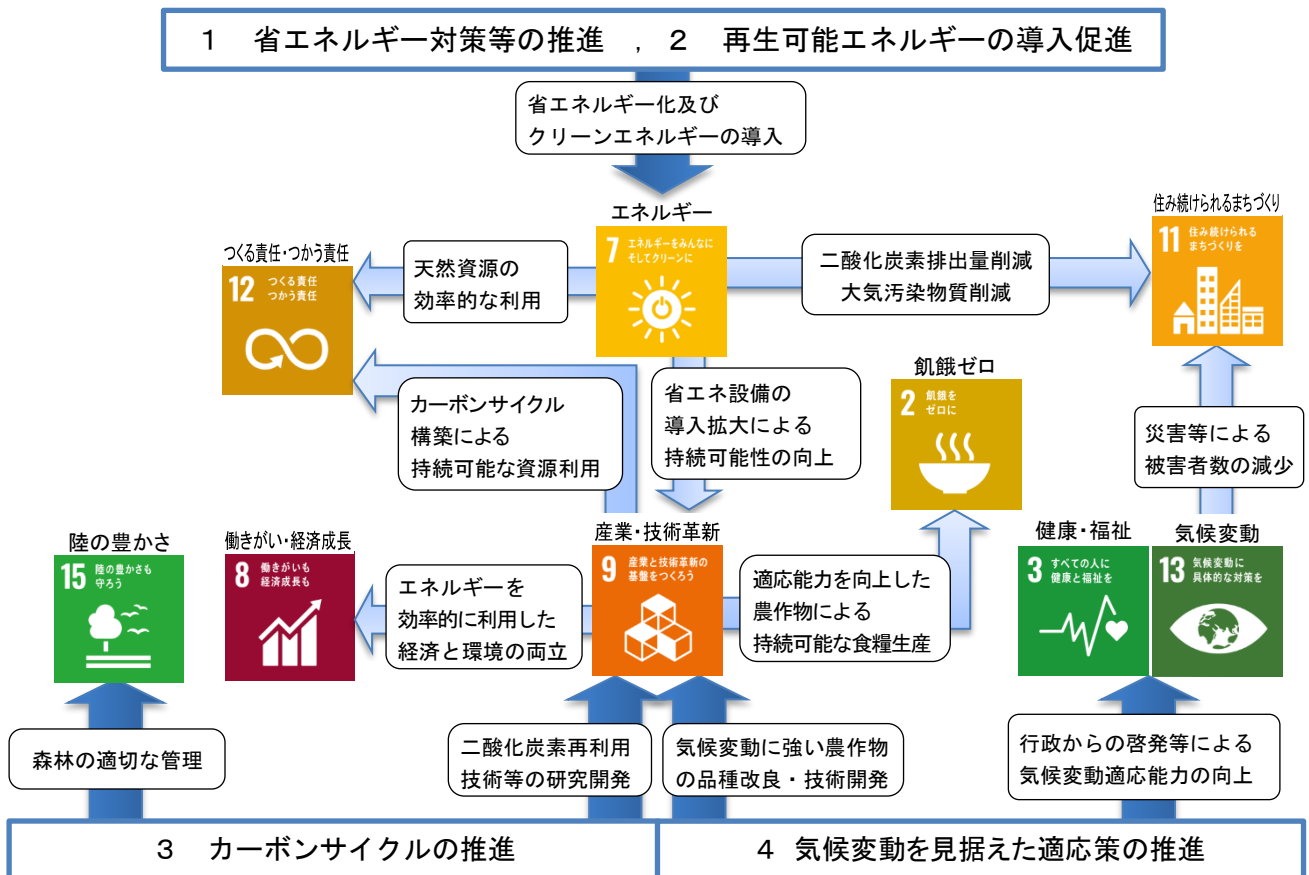 1 省エネルギー対策等の推進 , 2 再生可能エネルギーの導入促進
省エネルギー化及び
クリーンエネルギーの導入
エネルギー
7 エネルギーをみんなに
そしてクリーンに
住み続けられるまちづくり
11 住み続けられる
まちづくりを
つくる責任・つかう責任
12 つくる責任
つかう責任
天然資源の
効率的な利用
二酸化炭素排出量削減
大気汚染物質削減
カーボンサイクル
構築による
持続可能な資源利用
省エネ設備の
導入拡大による
持続可能性の向上
飢餓ゼロ
2 飢餓を
ゼロに
災害等による
被害者数の減少
陸の豊かさ
15 陸の豊かさも
守ろう
働きがい・経済成長
8 働きがいも
経済成長も
エネルギーを
効率的に利用した
経済と環境の両立
産業・技術革新
9 産業と技術革新の
基盤をつくろう
適応能力を向上した
農作物による
持続可能な食糧生産
健康・福祉
3 すべての人に
健康と福祉を
気候変動
13 気候変動に
具体的な対策を
森林の適切な管理
二酸化炭素再利用
技術等の研究開発
気候変動に強い農作物
の品種改良・技術開発
行政からの啓発等による
気候変動適応能力の向上
3 カーボンサイクルの推進
4 気候変動を見据えた適応策の推進